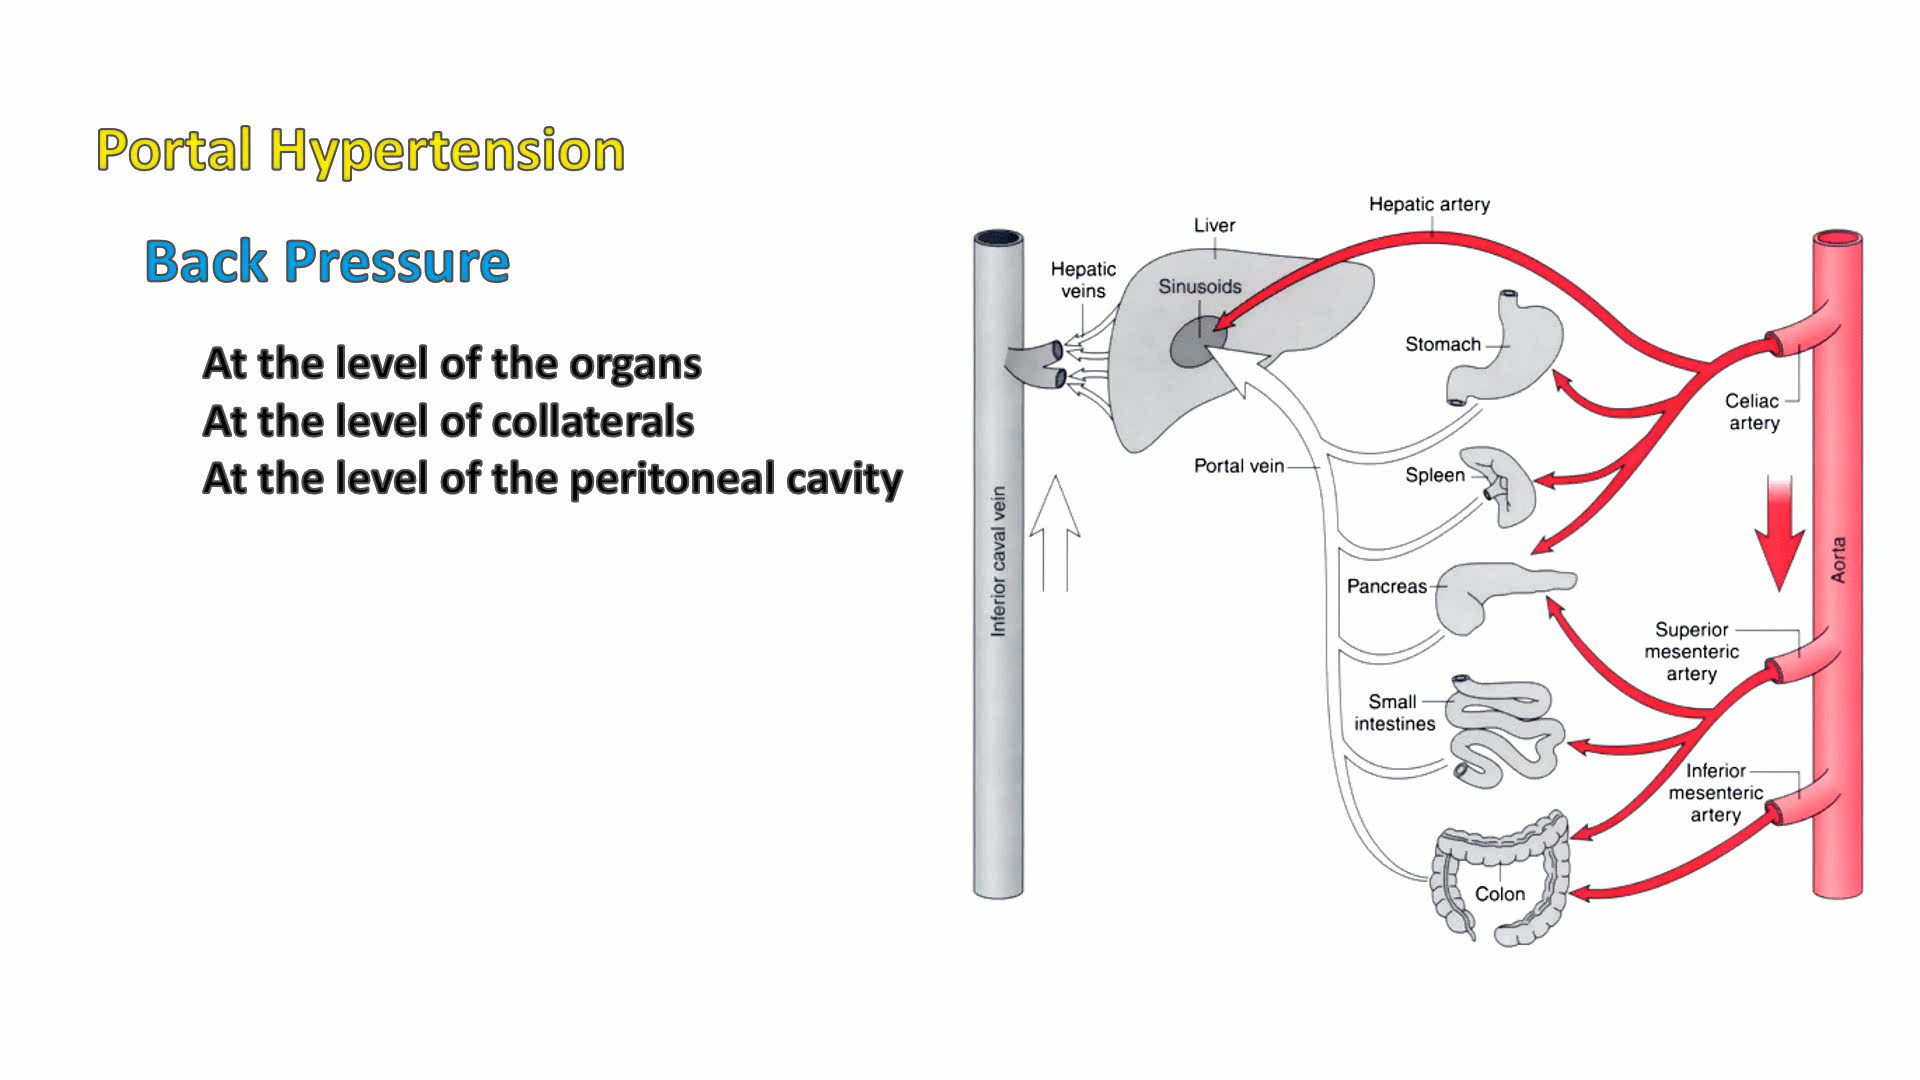 Portal Hypertension
Back Pressure
At the level of the organs
At the level of collaterals
At the level of the peritoneal cavity
Hepatic artery
Liver
Hepatic
veins
Sinusoids
Stomach
Celiac
artery
Portal vein
Spleen
Inferior caval vein
Aorta
Pancreas
Superior
mesenteric
artery
Small
intestines
Inferior
mesenteric
artery
Colon